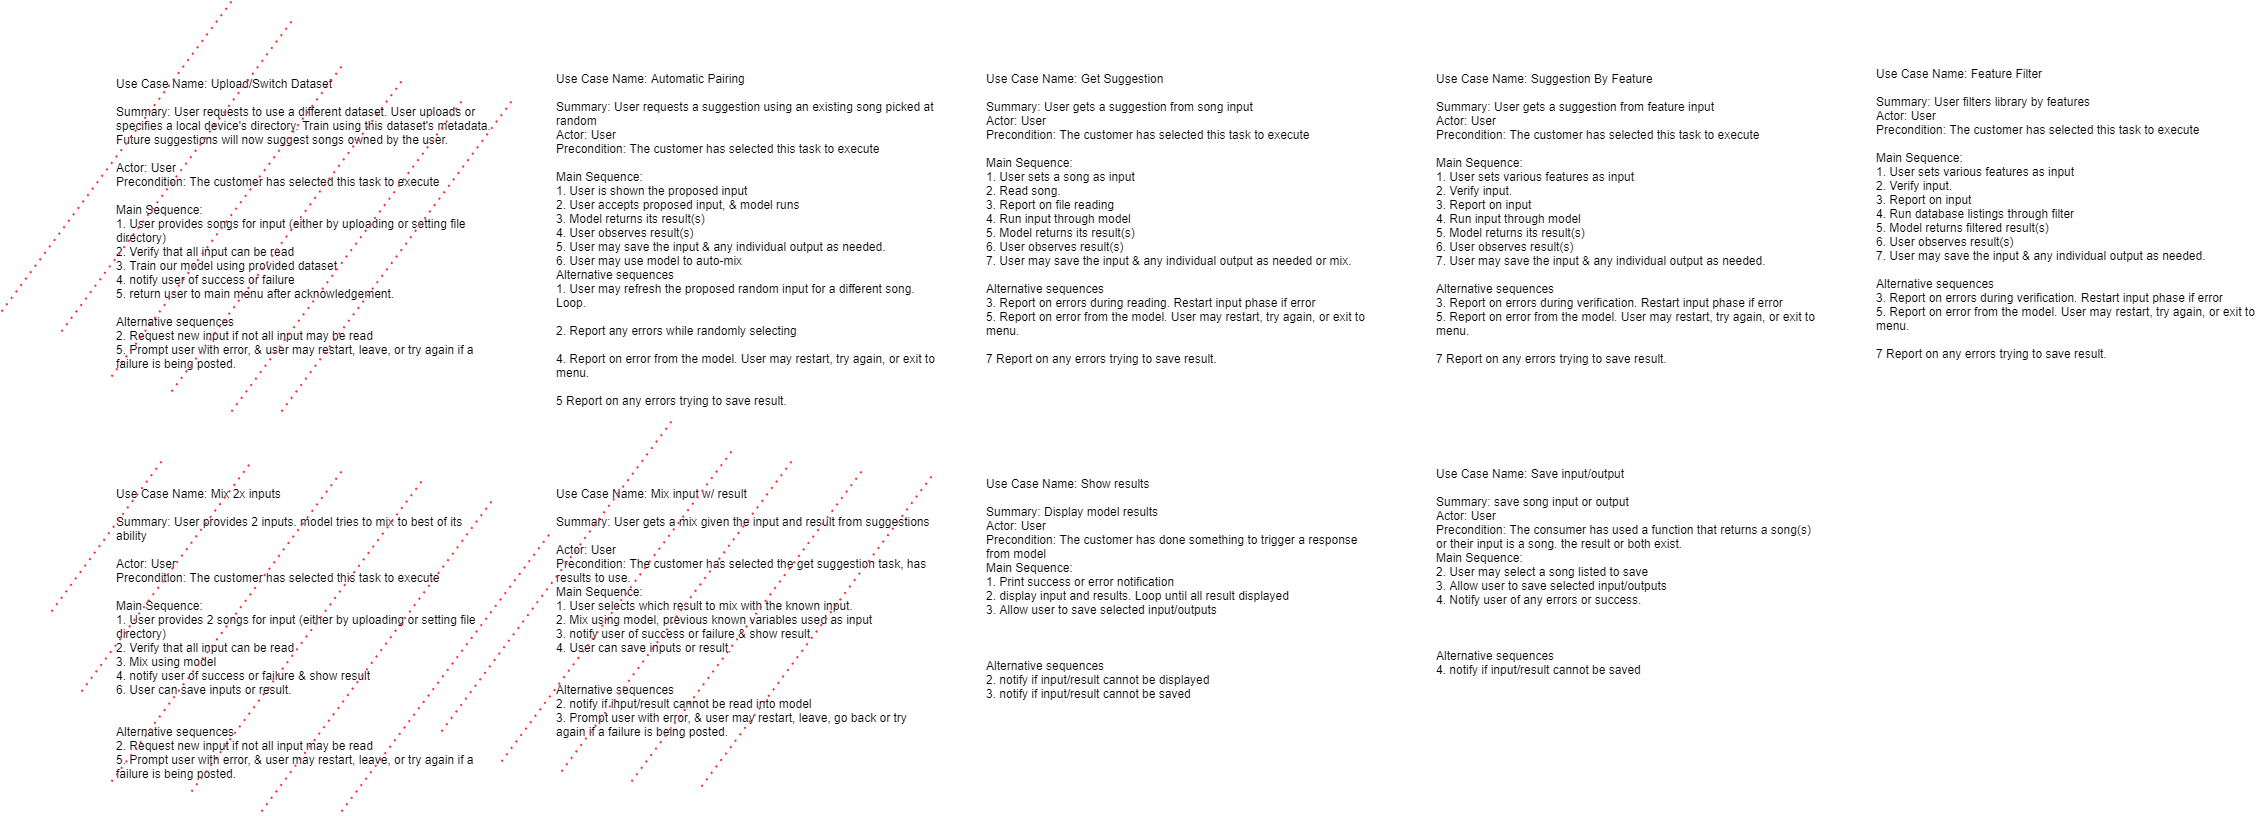 Use Case Name: Upload/Switch Dataset
Summary: User requests to use a different dataset. User uploads or
specifies a local device's directory. Train using this dataset's metadata.
Future suggestions will now suggest songs owned by the user.
Actor: User
Precondition: The customer has selected this task to execute
Main Sequence:
1. User provides songs for input (either by uploading or setting file
directory)
2. Verify that all input can be read
3. Train our model using provided dataset
4. notify user of success or failure
5. return user to main menu after acknowledgement.
Alternative sequences
2. Request new input if not all input may be read
5. Prompt user with error, & user may restart, leave, or try again if a
failure is being posted.
Use Case Name: Automatic Pairing
Summary: User requests a suggestion using an existing song picked at
random
Actor: User
Precondition: The customer has selected this task to execute
Main Sequence:
1. User is shown the proposed input
2. User accepts proposed input, & model runs
3. Model returns its result(s)
4. User observes result(s)
5. User may save the input & any individual output as needed.
6. User may use model to auto-mix
Alternative sequences
1. User may refresh the proposed random input for a different song.
Loop.
2. Report any errors while randomly selecting
4. Report on error from the model. User may restart, try again, or exit to
menu.
5 Report on any errors trying to save result.
Use Case Name: Get Suggestion
Summary: User gets a suggestion from song input
Actor: User
Precondition: The customer has selected this task to execute
Main Sequence:
1. User sets a song as input
2. Read song.
3. Report on file reading
4. Run input through model
5. Model returns its result(s)
6. User observes result(s)
7. User may save the input & any individual output as needed or mix.
Alternative sequences
3. Report on errors during reading. Restart input phase if error
5. Report on error from the model. User may restart, try again, or exit to
menu.
7 Report on any errors trying to save result.
Use Case Name: Suggestion By Feature
Summary: User gets a suggestion from feature input
Actor: User
Precondition: The customer has selected this task to execute
Main Sequence:
1. User sets various features as input
2. Verify input.
3. Report on input
4. Run input through model
5. Model returns its result(s)
6. User observes result(s)
7. User may save the input & any individual output as needed.
Alternative sequences
3. Report on errors during verification. Restart input phase if error
5. Report on error from the model. User may restart, try again, or exit to
menu.
7 Report on any errors trying to save result.
Use Case Name: Feature Filter
Summary: User filters library by features
Actor: User
Precondition: The customer has selected this task to execute
Main Sequence:
1. User sets various features as input
2. Verify input.
3. Report on input
4. Run database listings through filter
5. Model returns filtered result(s)
6. User observes result(s)
7. User may save the input & any individual output as needed.
Alternative sequences
3. Report on errors during verification. Restart input phase if error
5. Report on error from the model. User may restart, try again, or exit to
menu.
7 Report on any errors trying to save result.
Use Case Name: Mix 2x inputs
Summary: User provides 2 inputs. model tries to mix to best of its
ability
Actor: User
Precondition: The customer has selected this task to execute
Main Sequence:
1. User provides 2 songs for input (either by uploading or setting file
directory)
2. Verify that all input can be read
3. Mix using model
4. notify user of success or failure & show result
6. User can save inputs or result.
Alternative sequences
2. Request new input if not all input may be read
5. Prompt user with error, & user may restart, leave, or try again if a
failure is being posted.
Use Case Name: Mix input w/ result
Summary: User gets a mix given the input and result from suggestions
Actor: User
Precondition: The customer has selected the get suggestion task, has
results to use.
Main Sequence:
1. User selects which result to mix with the known input.
2. Mix using model, previous known variables used as input
3. notify user of success or failure & show result,
4. User can save inputs or result.
Alternative sequences
2. notify if input/result cannot be read into model
3. Prompt user with error, & user may restart, leave, go back or try
again if a failure is being posted.
Use Case Name: Show results
Summary: Display model results
Actor: User
Precondition: The customer has done something to trigger a response
from model
Main Sequence:
1. Print success or error notification
2. display input and results. Loop until all result displayed
3. Allow user to save selected input/outputs
Alternative sequences
2. notify if input/result cannot be displayed
3. notify if input/result cannot be saved
Use Case Name: Save input/output
Summary: save song input or output
Actor: User
Precondition: The consumer has used a function that returns a song(s)
or their input is a song. the result or both exist.
Main Sequence:
2. User may select a song listed to save
3. Allow user to save selected input/outputs
4. Notify user of any errors or success.
Alternative sequences
4. notify if input/result cannot be saved